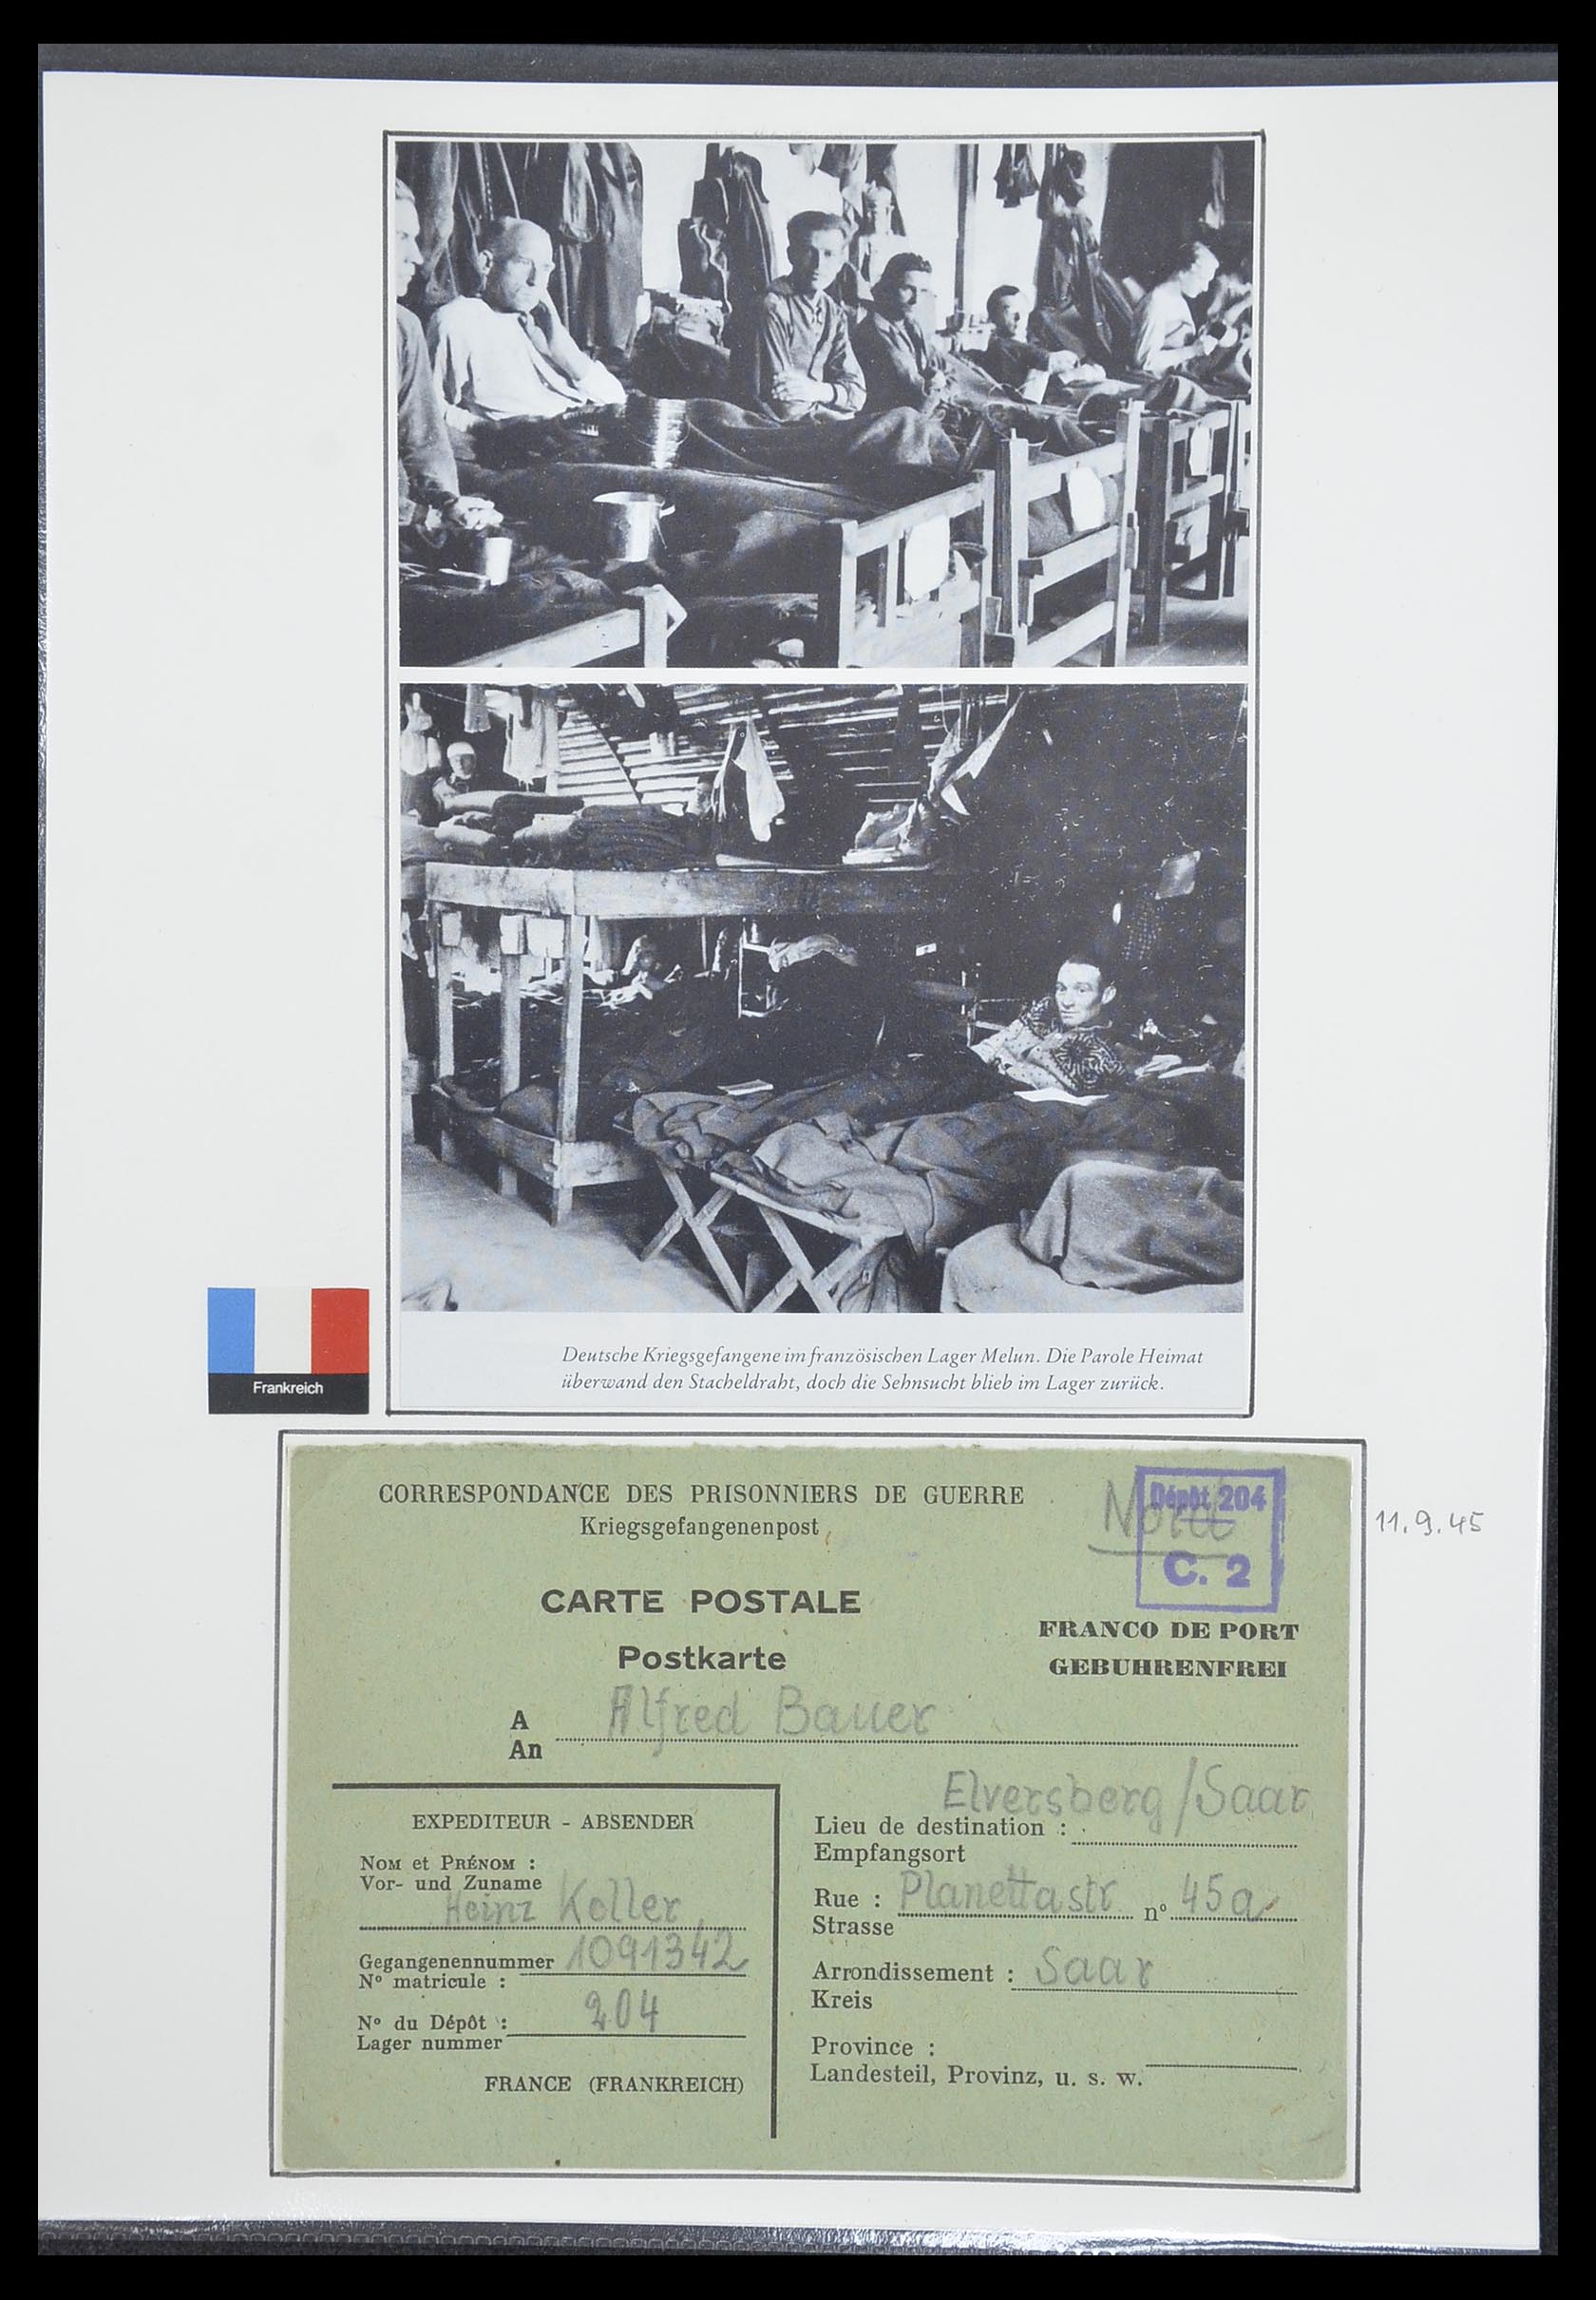 Frankreich
Deutsche Kriegsgefangene im französischen Lager Melun. Die Parole Heimat
überwand den Stacheldraht, doch die Sehnsucht blieb im Lager zurück.
CORRESPONDANCE DES PRISONNIERS DE GUERRE
Kriegsgefangenenpost
Dépôt 204
C. 2
11.9.45
CARTE POSTALE
Postkarte
FRANCO DE PORT
GEBUHRENFREI
A Alfred Bauer
An
EXPEDITEUR - ABSENDER
NOM et PRÉNOM :
Vor- und Zuname
Heinz Koller
Gegangenennummer 1091342
N° matricule :
N° du Dépôt : 204
Lager nummer
FRANCE (FRANKREICH)
Elversberg/Saar
Lieu de destination :
Empfangsort
Rue : Planettastr n° 45a
Strasse
Arrondissement : Saar
Kreis
Province :
Landesteil, Provinz, u. s. w.